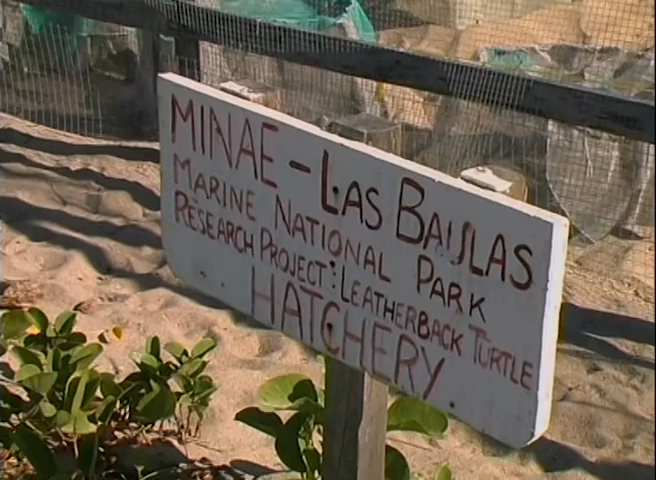 MINAE - LAS BAULAS
MARINE NATIONAL PARK
RESEARCH PROJECT: LEATHERBACK TURTLE
HATCHERY